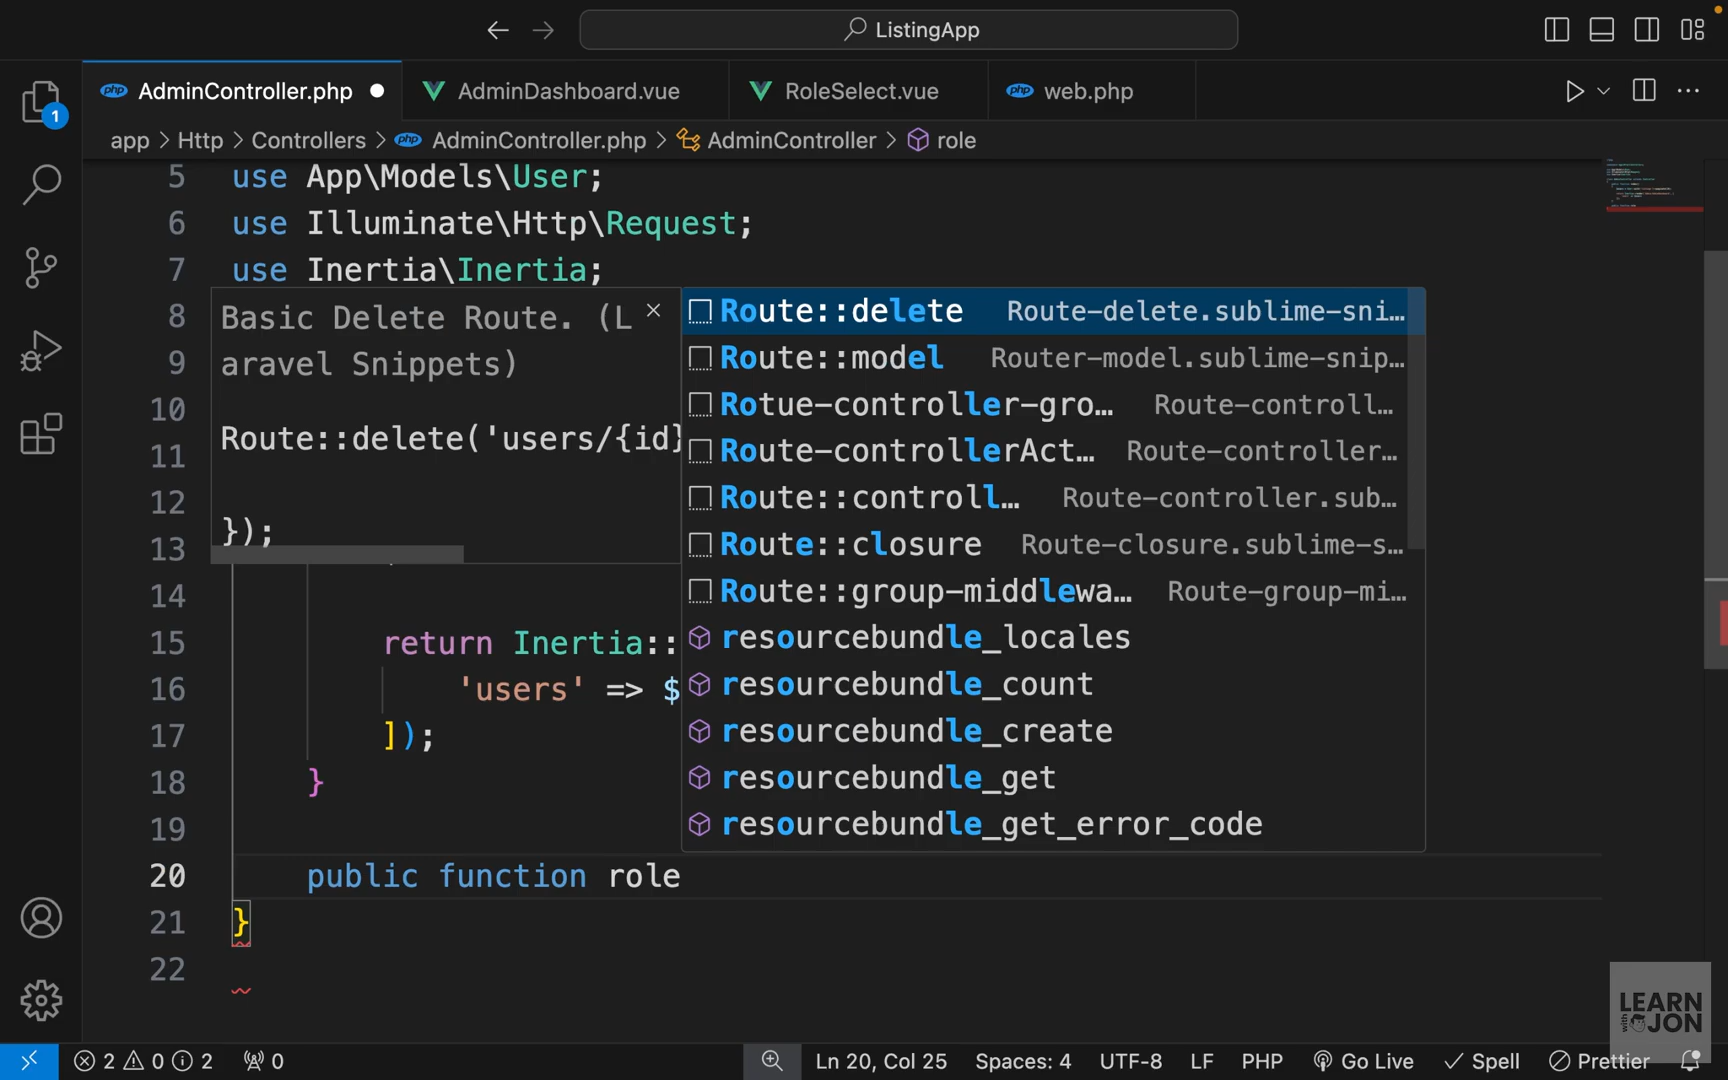 ListingApp
AdminController.php
AdminDashboard.vue
RoleSelect.vue
web.php
1
app > Http > Controllers > AdminController.php > AdminController > role
5 use App\Models\User;
6 use Illuminate\Http\Request;
7 use Inertia\Inertia;
8
9
10
11
12
13
14
15 return Inertia::
16 'users' => $
17 ]);
18 }
19
20 public function role
21 }
22
Basic Delete Route. (L
aravel Snippets)
Route::delete('users/{id}
});
Route::delete Route-delete.sublime-sni…
Route::model Router-model.sublime-snip…
Rotue-controller-gro… Route-controll…
Route-controllerAct… Route-controller…
Route::controll… Route-controller.sub…
Route::closure Route-closure.sublime-s…
Route::group-middlewa… Route-group-mi…
resourcebundle_locales
resourcebundle_count
resourcebundle_create
resourcebundle_get
resourcebundle_get_error_code
LEARN
with JON
2 0 2 0 Ln 20, Col 25 Spaces: 4 UTF-8 LF PHP Go Live Spell Prettier